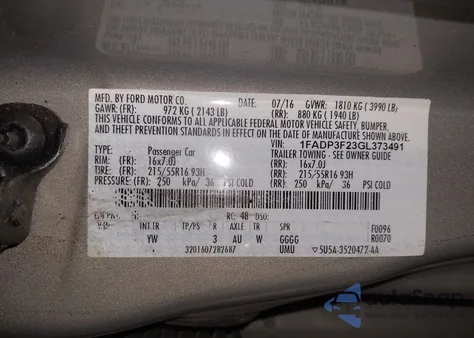 MFD. BY FORD MOTOR CO.
DATE: 07/16 GVWR: 1810 KG ( 3990 LB)
GAWR: (FR): 972 KG ( 2143 LB) (RR): 880 KG ( 1940 LB)
THIS VEHICLE CONFORMS TO ALL APPLICABLE FEDERAL MOTOR VEHICLE SAFETY, BUMPER,
AND THEFT PREVENTION STANDARDS IN EFFECT ON THE DATE OF MANUFACTURE SHOWN ABOVE.
VIN: 1FADP3F23GL373491
TYPE: Passenger Car TRAILER TOWING - SEE OWNER GUIDE
RIM: (FR): 16x7.0J (RR): 16x7.0J
TIRE: (FR): 215/55R16 93H (RR): 215/55R16 93H
PRESSURE: (FR): 250 kPa/ 36 PSI COLD (RR): 250 kPa/ 36 PSI COLD
RC: 48 DSO:
INT TR TP/PS R AXLE TR SPR F0096
YW 3 AU W GGGG R0070
3201607282687 UMU 5U5A-3520472-AA